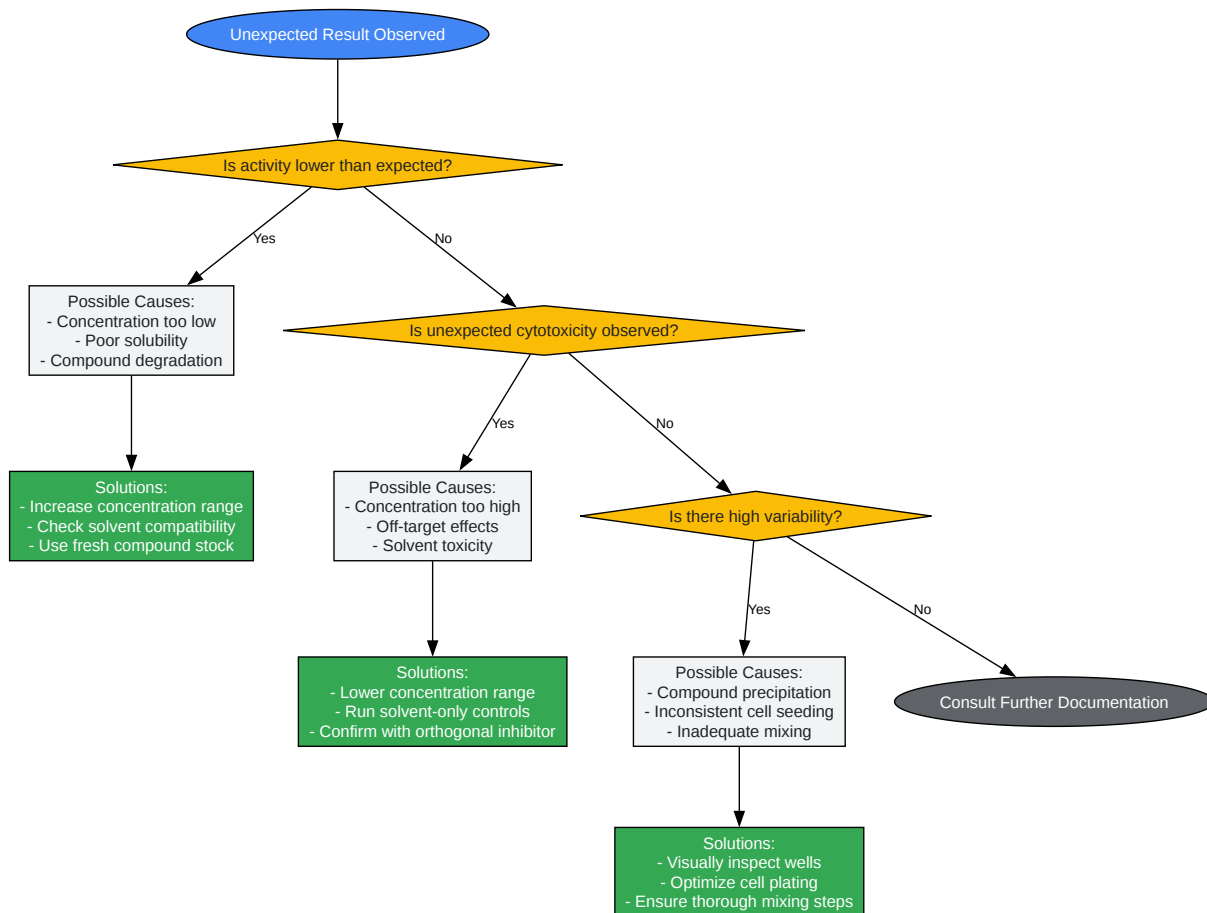 Unexpected Result Observed
Is activity lower than expected?
Yes
No
Possible Causes:
- Concentration too low
- Poor solubility
- Compound degradation
Is unexpected cytotoxicity observed?
Yes
No
Solutions:
- Increase concentration range
- Check solvent compatibility
- Use fresh compound stock
Possible Causes:
- Concentration too high
- Off-target effects
- Solvent toxicity
Is there high variability?
Yes
No
Solutions:
- Lower concentration range
- Run solvent-only controls
- Confirm with orthogonal inhibitor
Possible Causes:
- Compound precipitation
- Inconsistent cell seeding
- Inadequate mixing
Consult Further Documentation
Solutions:
- Visually inspect wells
- Optimize cell plating
- Ensure thorough mixing steps